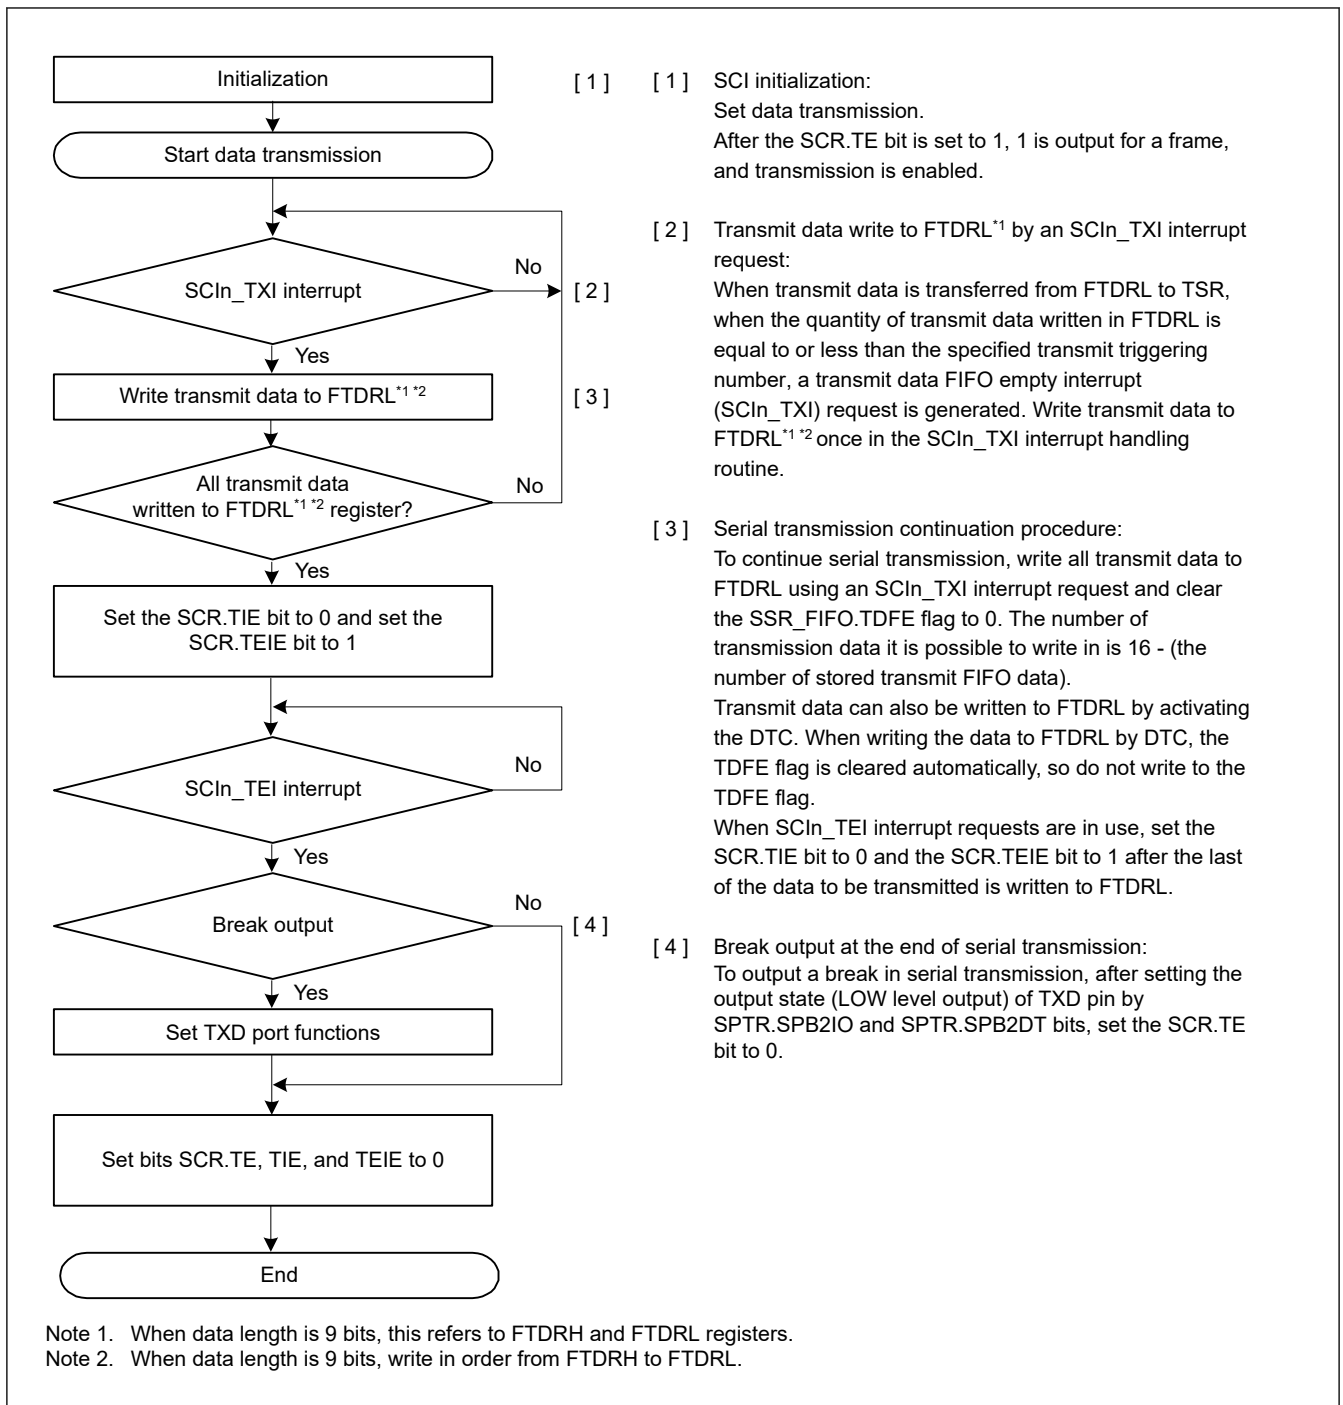 Initialization
[ 1 ]
Start data transmission
SCIn_TXI interrupt
No
[ 2 ]
Yes
Write transmit data to FTDRL*1 *2
[ 3 ]
All transmit data
written to FTDRL*1 *2 register?
No
Yes
Set the SCR.TIE bit to 0 and set the
SCR.TEIE bit to 1
SCIn_TEI interrupt
No
Yes
Break output
No
[ 4 ]
Yes
Set TXD port functions
Set bits SCR.TE, TIE, and TEIE to 0
End
[ 1 ] SCI initialization:
Set data transmission.
After the SCR.TE bit is set to 1, 1 is output for a frame,
and transmission is enabled.
[ 2 ] Transmit data write to FTDRL*1 by an SCIn_TXI interrupt
request:
When transmit data is transferred from FTDRL to TSR,
when the quantity of transmit data written in FTDRL is
equal to or less than the specified transmit triggering
number, a transmit data FIFO empty interrupt
(SCIn_TXI) request is generated. Write transmit data to
FTDRL*1 *2 once in the SCIn_TXI interrupt handling
routine.
[ 3 ] Serial transmission continuation procedure:
To continue serial transmission, write all transmit data to
FTDRL using an SCIn_TXI interrupt request and clear
the SSR_FIFO.TDFE flag to 0. The number of
transmission data it is possible to write in is 16 - (the
number of stored transmit FIFO data).
Transmit data can also be written to FTDRL by activating
the DTC. When writing the data to FTDRL by DTC, the
TDFE flag is cleared automatically, so do not write to the
TDFE flag.
When SCIn_TEI interrupt requests are in use, set the
SCR.TIE bit to 0 and the SCR.TEIE bit to 1 after the last
of the data to be transmitted is written to FTDRL.
[ 4 ] Break output at the end of serial transmission:
To output a break in serial transmission, after setting the
output state (LOW level output) of TXD pin by
SPTR.SPB2IO and SPTR.SPB2DT bits, set the SCR.TE
bit to 0.
Note 1. When data length is 9 bits, this refers to FTDRH and FTDRL registers.
Note 2. When data length is 9 bits, write in order from FTDRH to FTDRL.